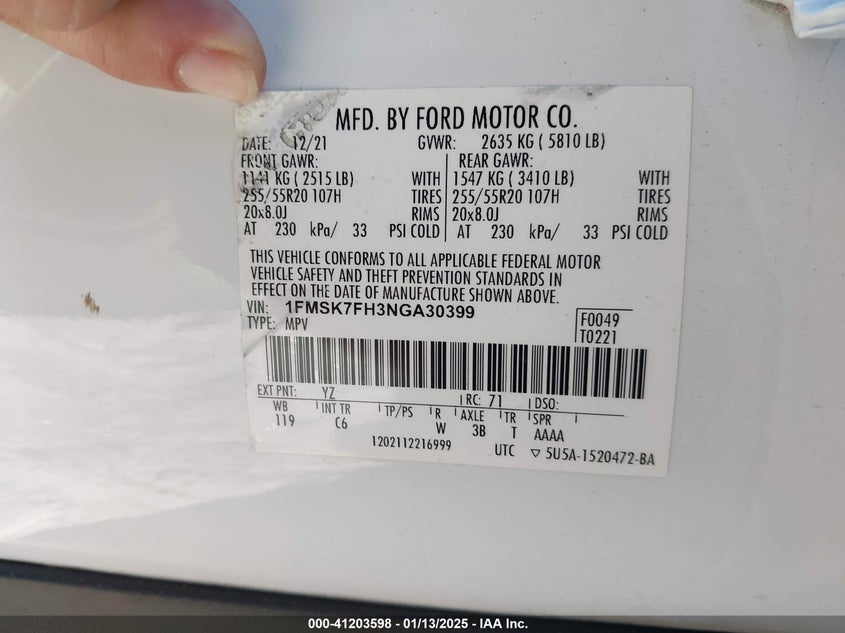 MFD. BY FORD MOTOR CO.
DATE: 12/21 GVWR: 2635 KG ( 5810 LB)
FRONT GAWR: REAR GAWR:
1141 KG ( 2515 LB) WITH 1547 KG ( 3410 LB) WITH
255/55R20 107H TIRES 255/55R20 107H TIRES
20x8.0J RIMS 20x8.0J RIMS
AT 230 kPa/ 33 PSI COLD AT 230 kPa/ 33 PSI COLD
THIS VEHICLE CONFORMS TO ALL APPLICABLE FEDERAL MOTOR
VEHICLE SAFETY AND THEFT PREVENTION STANDARDS IN
EFFECT ON THE DATE OF MANUFACTURE SHOWN ABOVE.
VIN: 1FMSK7FH3NGA30399 F0049
TYPE: MPV T0221
EXT PNT: YZ RC: 71 DSO:
WB INT TR TP/PS R AXLE TR SPR
119 C6 W 3B T AAAA
1202112216999 UTC ▽ 5U5A-1520472-BA
000-41203598 - 01/13/2025 - IAA Inc.